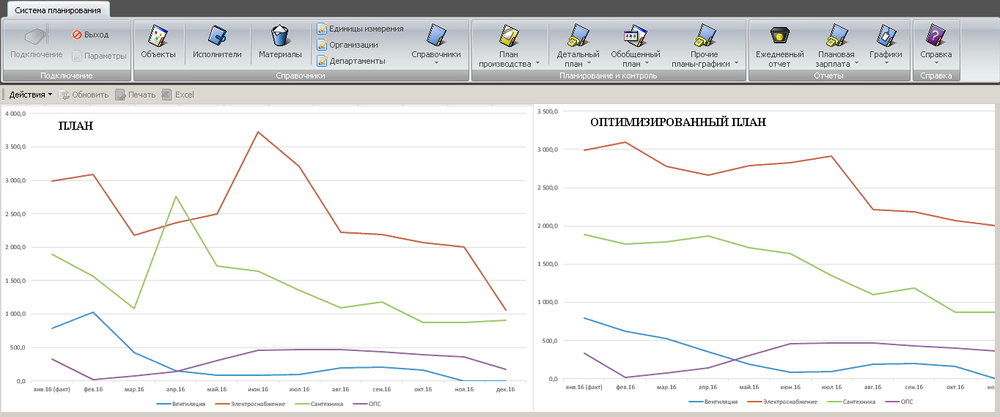 Система планирования
Подключение
Выход
Параметры
Подключение
Объекты
Исполнители
Материалы
Единицы измерения
Организации
Департаменты
Справочники
Справочники
План
производства
Детальный
план
Обобщенный
план
Прочие
планы-графики
Планирование и контроль
Ежедневный
отчет
Плановая
зарплата
Графики
Отчеты
Справка
Справка
Действия Обновить Печать Excel
ПЛАН
4 000,0
3 500,0
3 000,0
2 500,0
2 000,0
1 500,0
1 000,0
500,0
0,0
янв.16 (факт) фев.16 мар.16 апр.16 май.16 июн.16 июл.16 авг.16 сен.16 окт.16 ноя.16 дек.16
Вентиляция Электроснабжение Сантехника ОПС
ОПТИМИЗИРОВАННЫЙ ПЛАН
3 500,0
3 000,0
2 500,0
2 000,0
1 500,0
1 000,0
500,0
0,0
янв.16 (факт) фев.16 мар.16 апр.16 май.16 июн.16 июл.16 авг.16 сен.16 окт.16 но
Вентиляция Электроснабжение Сантехника ОПС